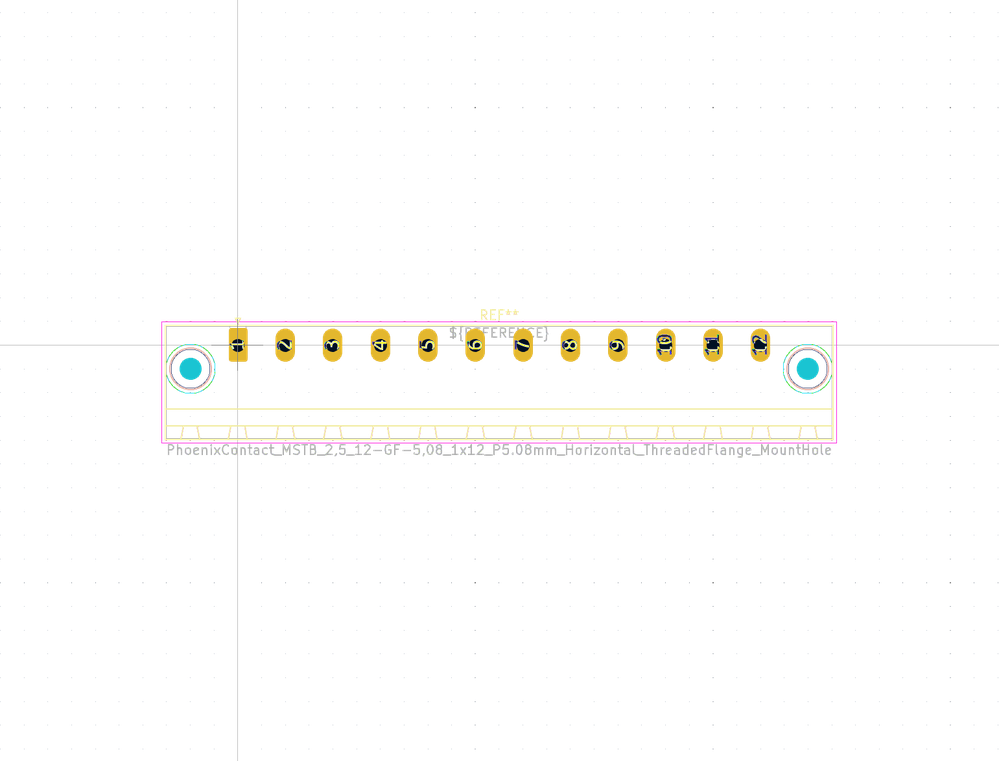 REF**
${REFERENCE}
1 2 3 4 5 6 7 8 9 10 11 12
PhoenixContact_MSTB_2,5_12-GF-5,08_1x12_P5.08mm_Horizontal_ThreadedFlange_MountHole